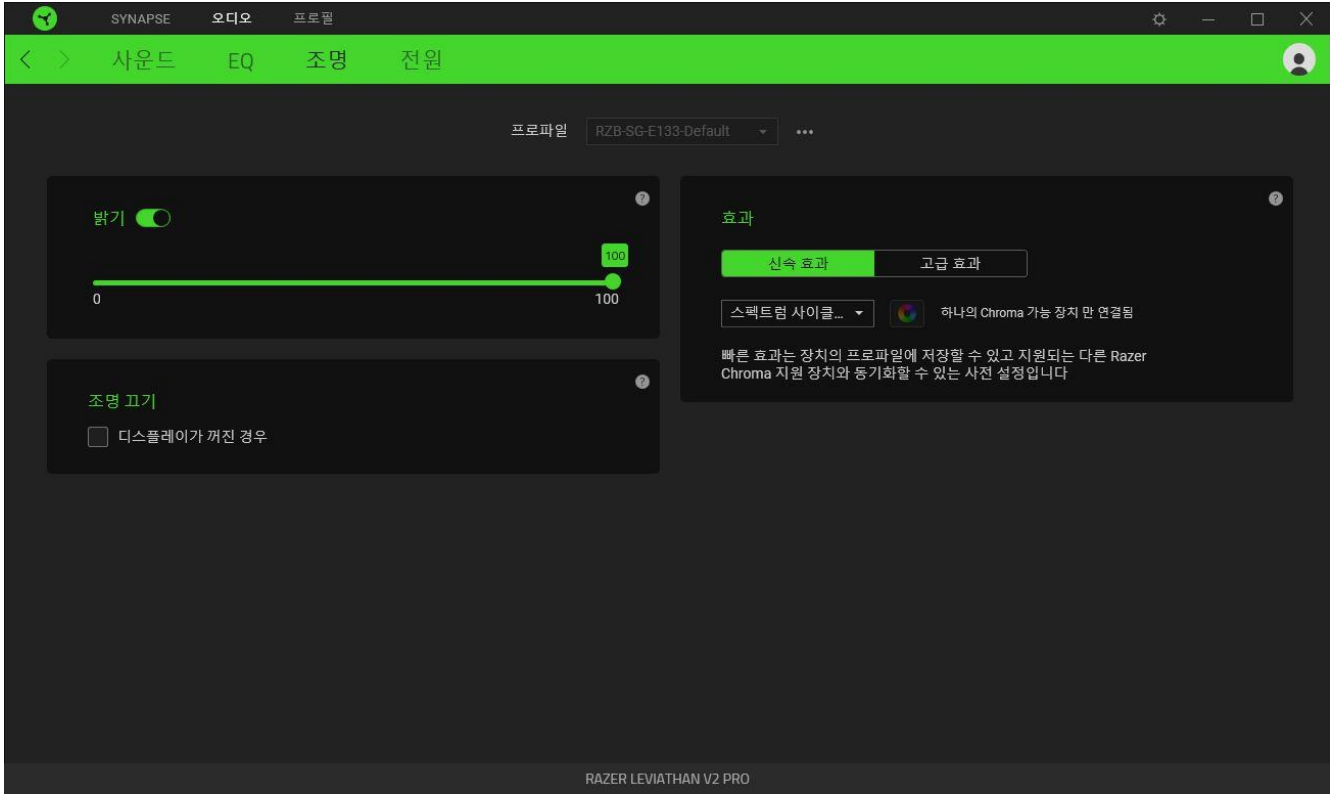 SYNAPSE 오디오 프로필
사운드 EQ 조명 전원
프로파일 RZB-SG-E133-Default
밝기
100
0 100
조명 끄기
디스플레이가 꺼진 경우
효과
신속 효과 고급 효과
스펙트럼 사이클... 하나의 Chroma 가능 장치 만 연결됨
빠른 효과는 장치의 프로파일에 저장할 수 있고 지원되는 다른 Razer
Chroma 지원 장치와 동기화할 수 있는 사전 설정입니다
RAZER LEVIATHAN V2 PRO